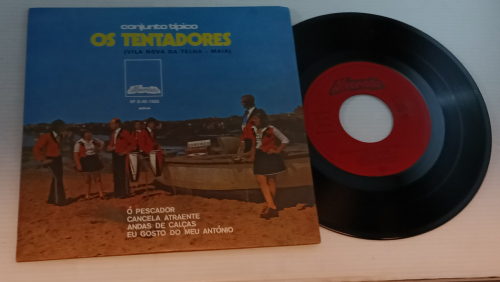 conjunto típico
OS TENTADORES
(VILA NOVA DA TELHA - MAIA)
Ó PESCADOR
CANCELA ATRAENTE
ANDAS DE CALÇAS
EU GOSTO DO MEU ANTÓNIO